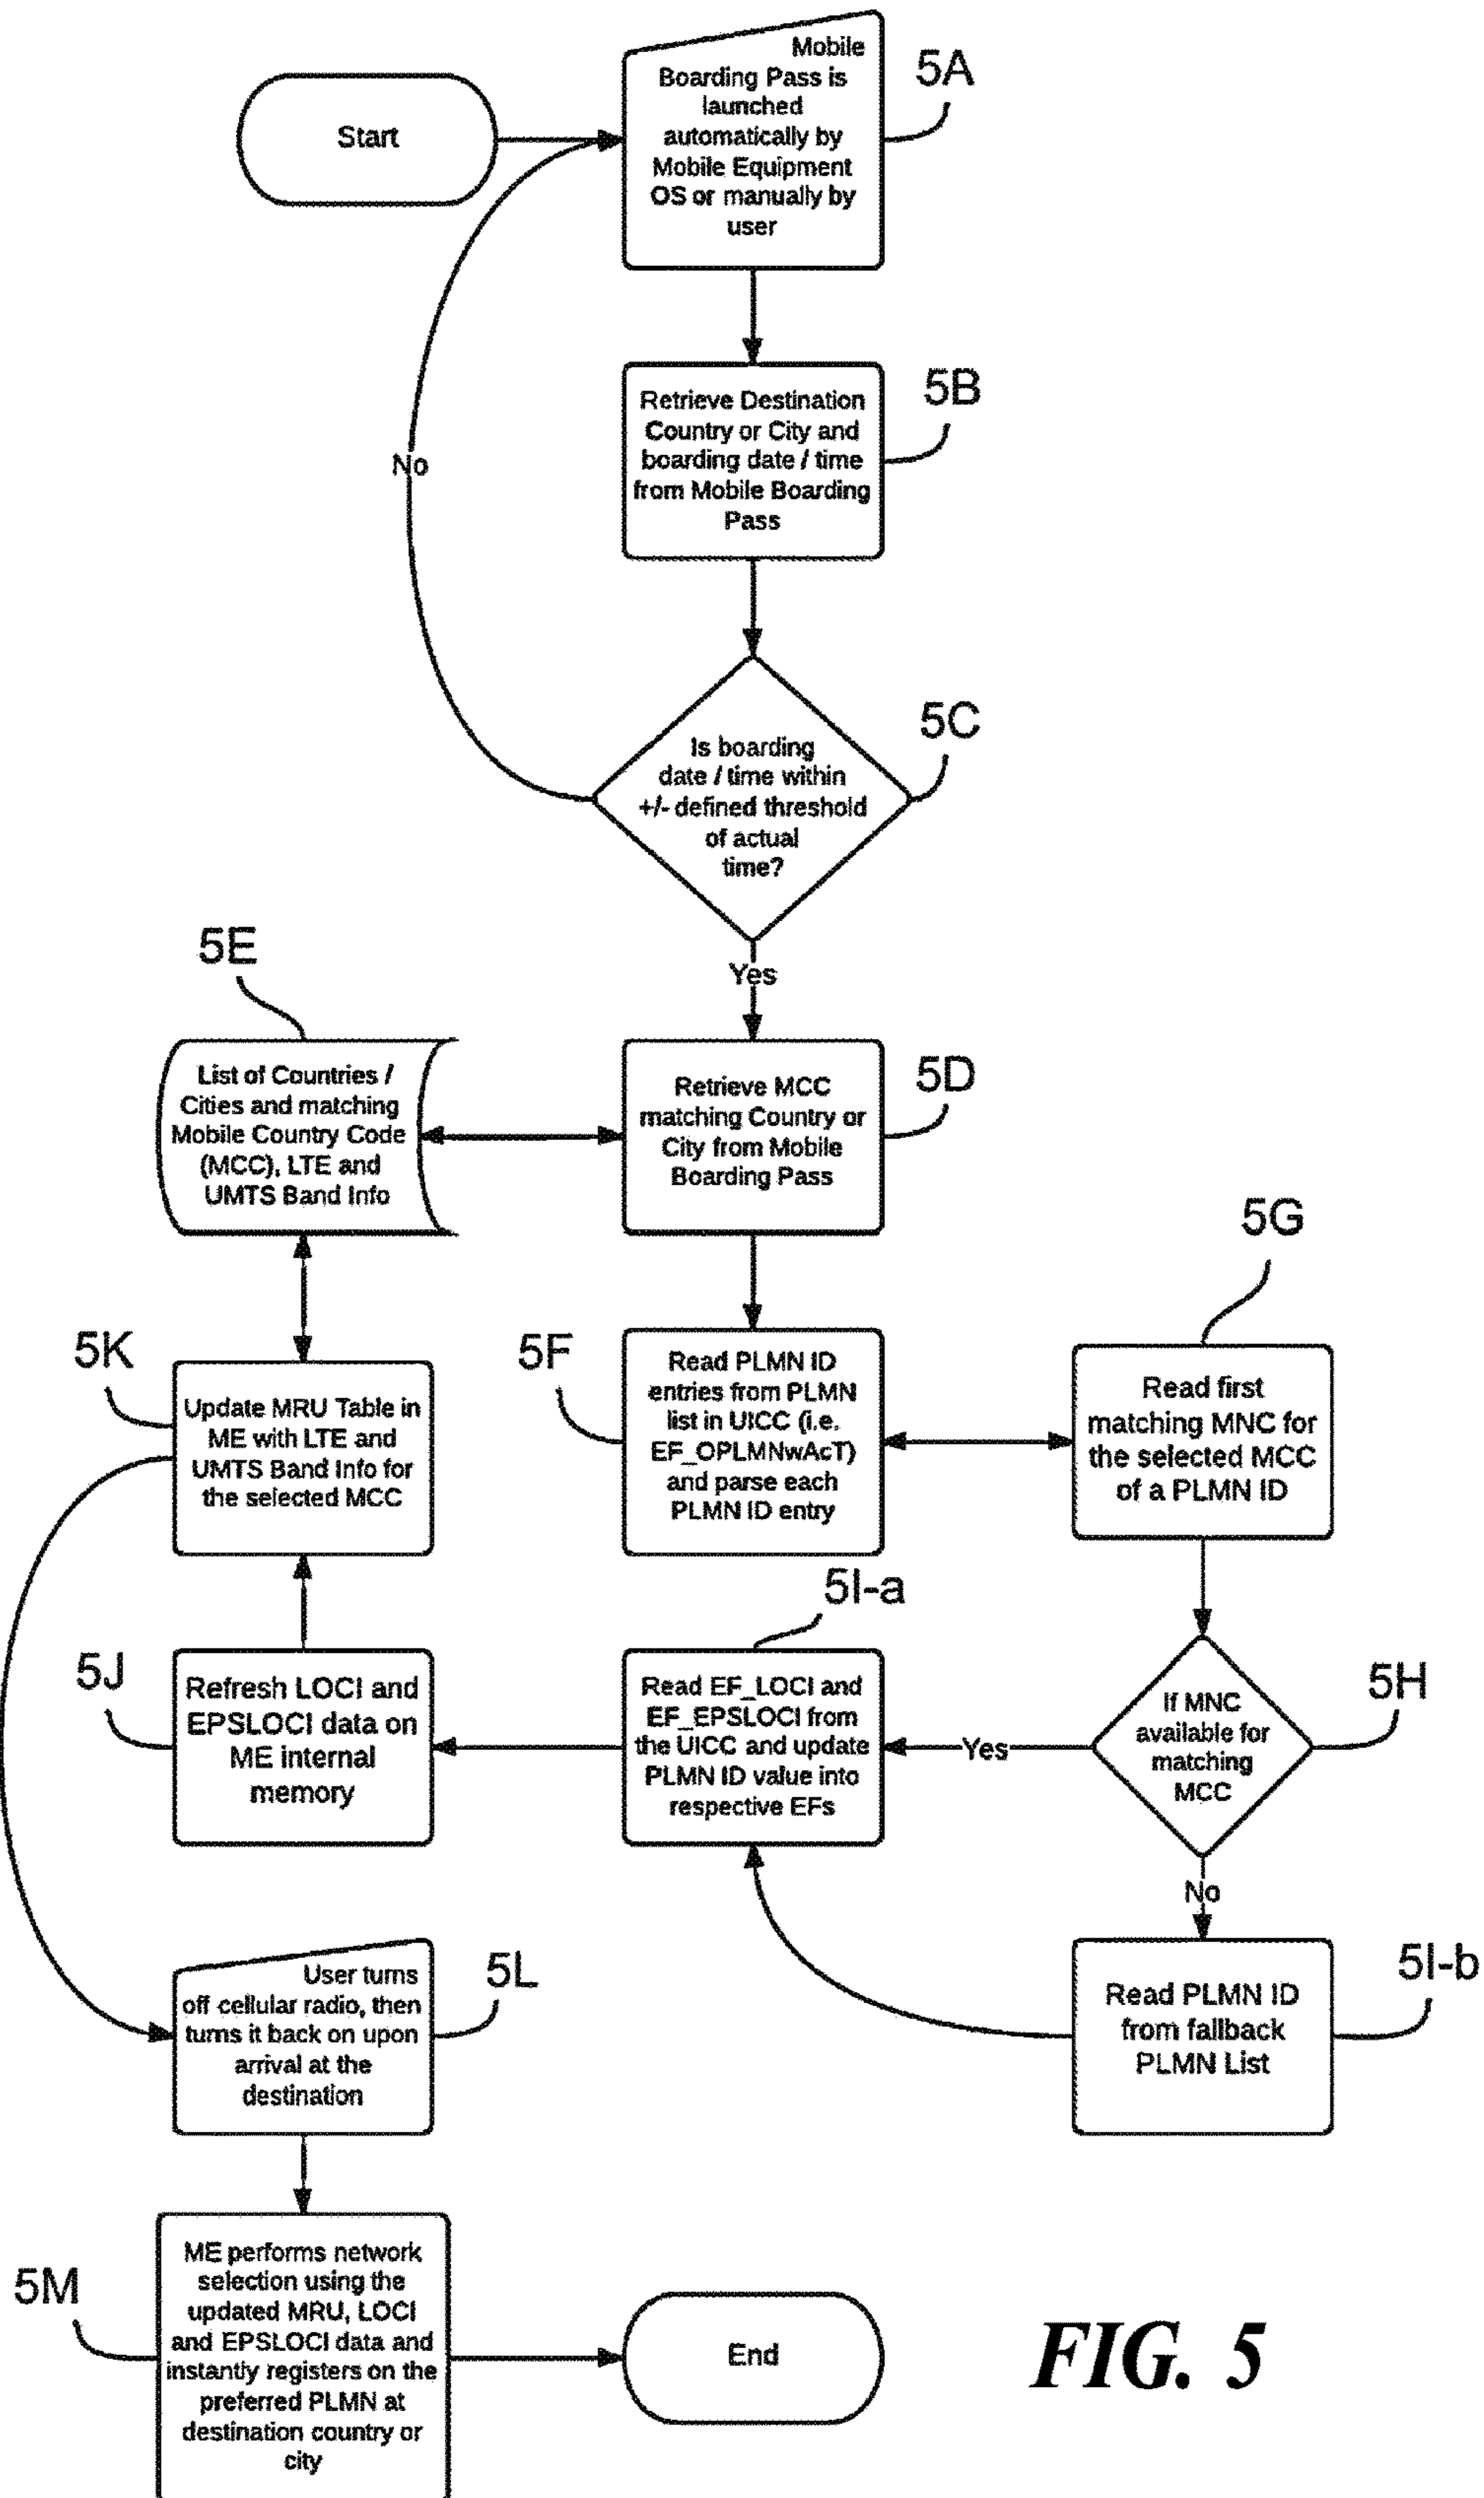 Start
Mobile
Boarding Pass is
launched
automatically by
Mobile Equipment
OS or manually by
user
5A
Retrieve Destination
Country or City and
boarding date / time
from Mobile Boarding
Pass
5B
No
Is boarding
date / time within
+/- defined threshold
of actual
time?
5C
Yes
5E
List of Countries /
Cities and matching
Mobile Country Code
(MCC), LTE and
UMTS Band Info
Retrieve MCC
matching Country or
City from Mobile
Boarding Pass
5D
5K
Update MRU Table in
ME with LTE and
UMTS Band Info for
the selected MCC
5F
Read PLMN ID
entries from PLMN
list in UICC (i.e.
EF_OPLMNwAcT)
and parse each
PLMN ID entry
5G
Read first
matching MNC for
the selected MCC
of a PLMN ID
5J
Refresh LOCI and
EPSLOCI data on
ME internal
memory
5I-a
Read EF_LOCI and
EF_EPSLOCI from
the UICC and update
PLMN ID value into
respective EFs
Yes
If MNC
available for
matching
MCC
5H
No
User turns
off cellular radio, then
turns it back on upon
arrival at the
destination
5L
Read PLMN ID
from fallback
PLMN List
5I-b
5M
ME performs network
selection using the
updated MRU, LOCI
and EPSLOCI data and
instantly registers on the
preferred PLMN at
destination country or
city
End
FIG. 5